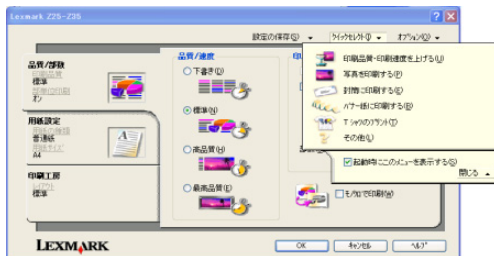 Lexmark Z25-Z35
設定の保存(S)
クイックセレクト(I)
オプション(O)
品質/部数
印刷品質
標準
部単位に印刷
オン
用紙設定
用紙の種類
普通紙
用紙サイズ
A4
印刷工房
レイアウト
標準
品質/速度
下書き(D)
標準(N)
高品質(H)
最高品質(E)
印刷品質・印刷速度を上げる(U)
写真を印刷する(P)
封筒に印刷する(E)
バナー紙に印刷する(R)
Tシャツのプリント(T)
その他(L)
起動時にこのメニューを表示する(S)
閉じる
モノクロで印刷(W)
LEXMARK
OK
キャンセル
ヘルプ